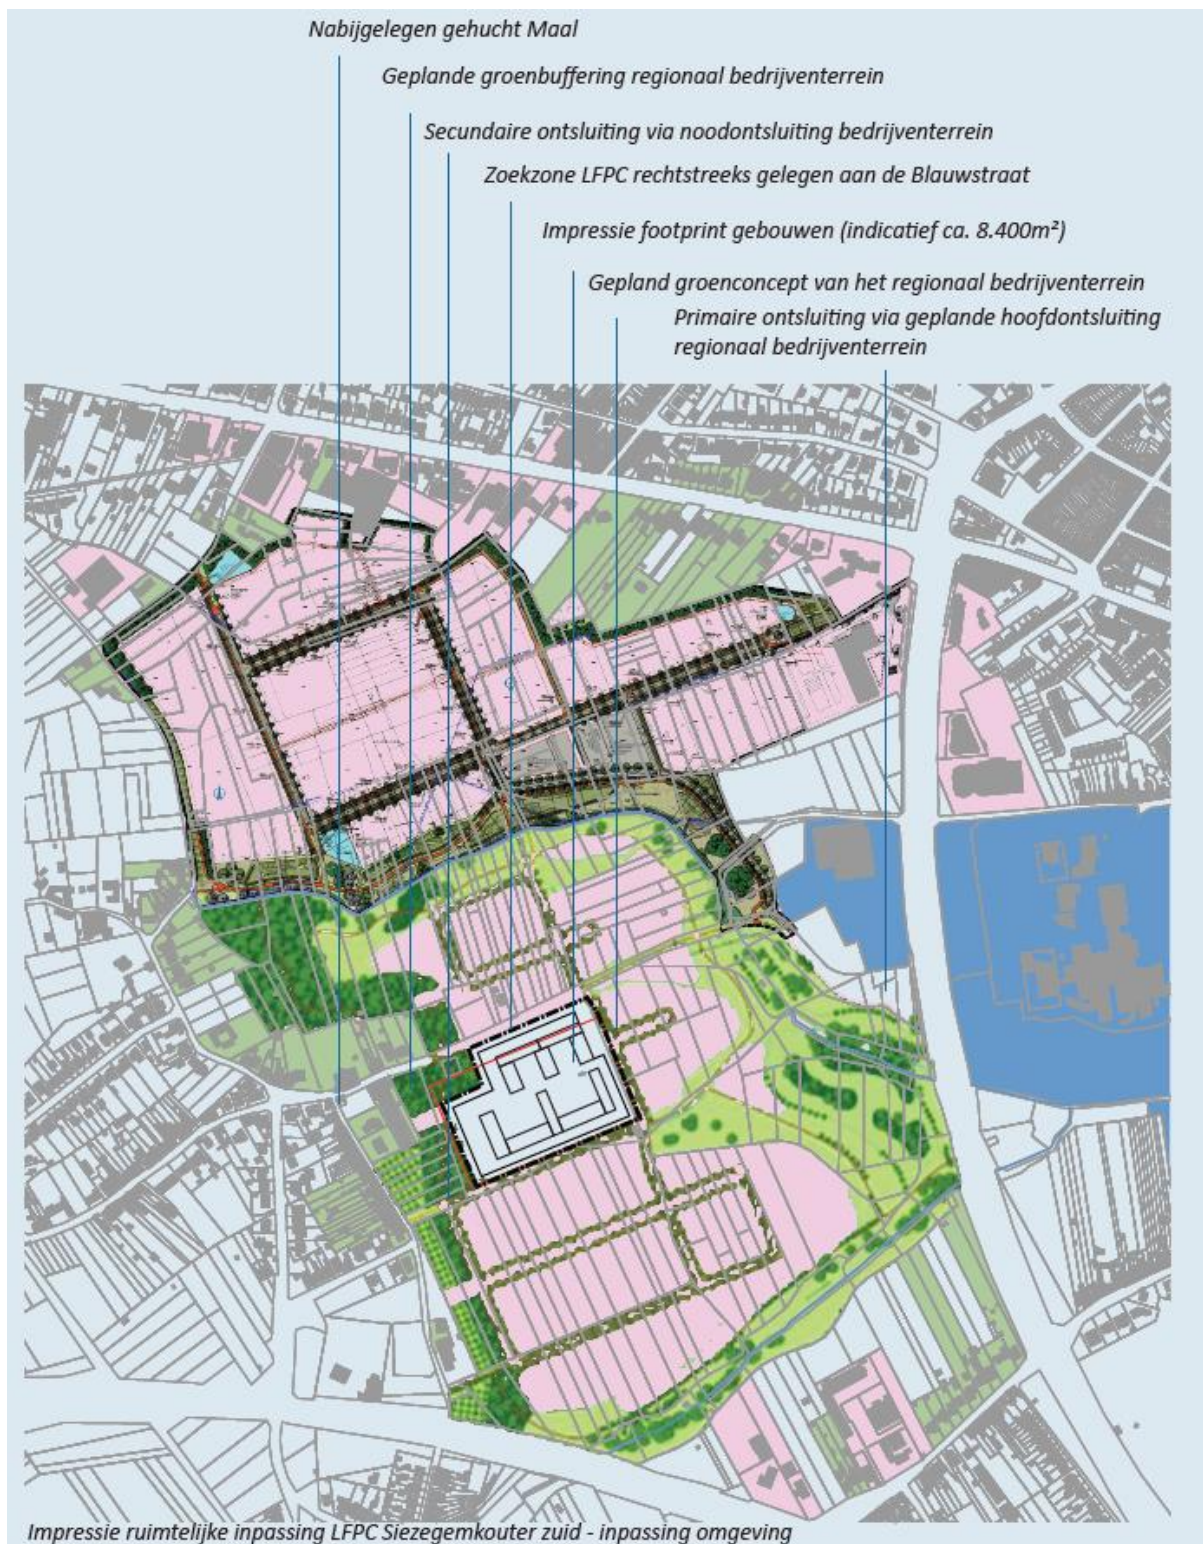 Nabijgelegen gehucht Maal
Geplande groenbuffering regionaal bedrijventerrein
Secundaire ontsluiting via noodontsluiting bedrijventerrein
Zoekzone LFPC rechtstreeks gelegen aan de Blauwstraat
Impressie footprint gebouwen (indicatief ca. 8.400m²)
Gepland groenconcept van het regionaal bedrijventerrein
Primaire ontsluiting via geplande hoofdontsluiting
regionaal bedrijventerrein
Impressie ruimtelijke inpassing LFPC Siezegemkouter zuid - inpassing omgeving